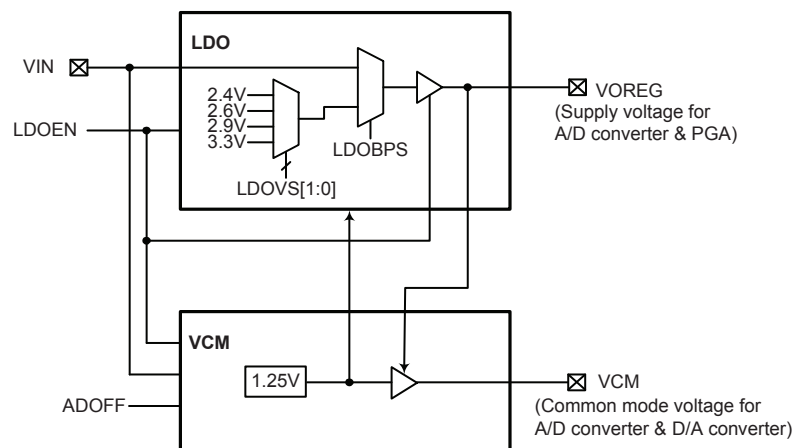 LDO
VIN
VOREG
(Supply voltage for
A/D converter & PGA)
2.4V
2.6V
2.9V
3.3V
LDOEN
LDOBPS
LDOVS[1:0]
VCM
1.25V
VCM
(Common mode voltage for
A/D converter & D/A converter)
ADOFF